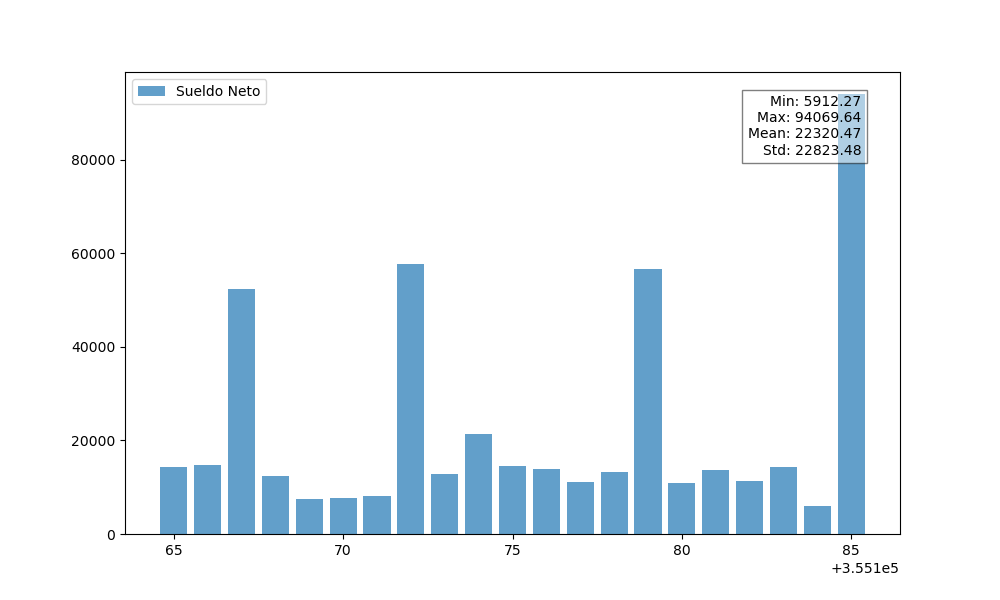 Sueldo Neto
Min: 5912.27
Max: 94069.64
Mean: 22320.47
Std: 22823.48
80000
60000
40000
20000
0
65 70 75 80 85
+3.551e5